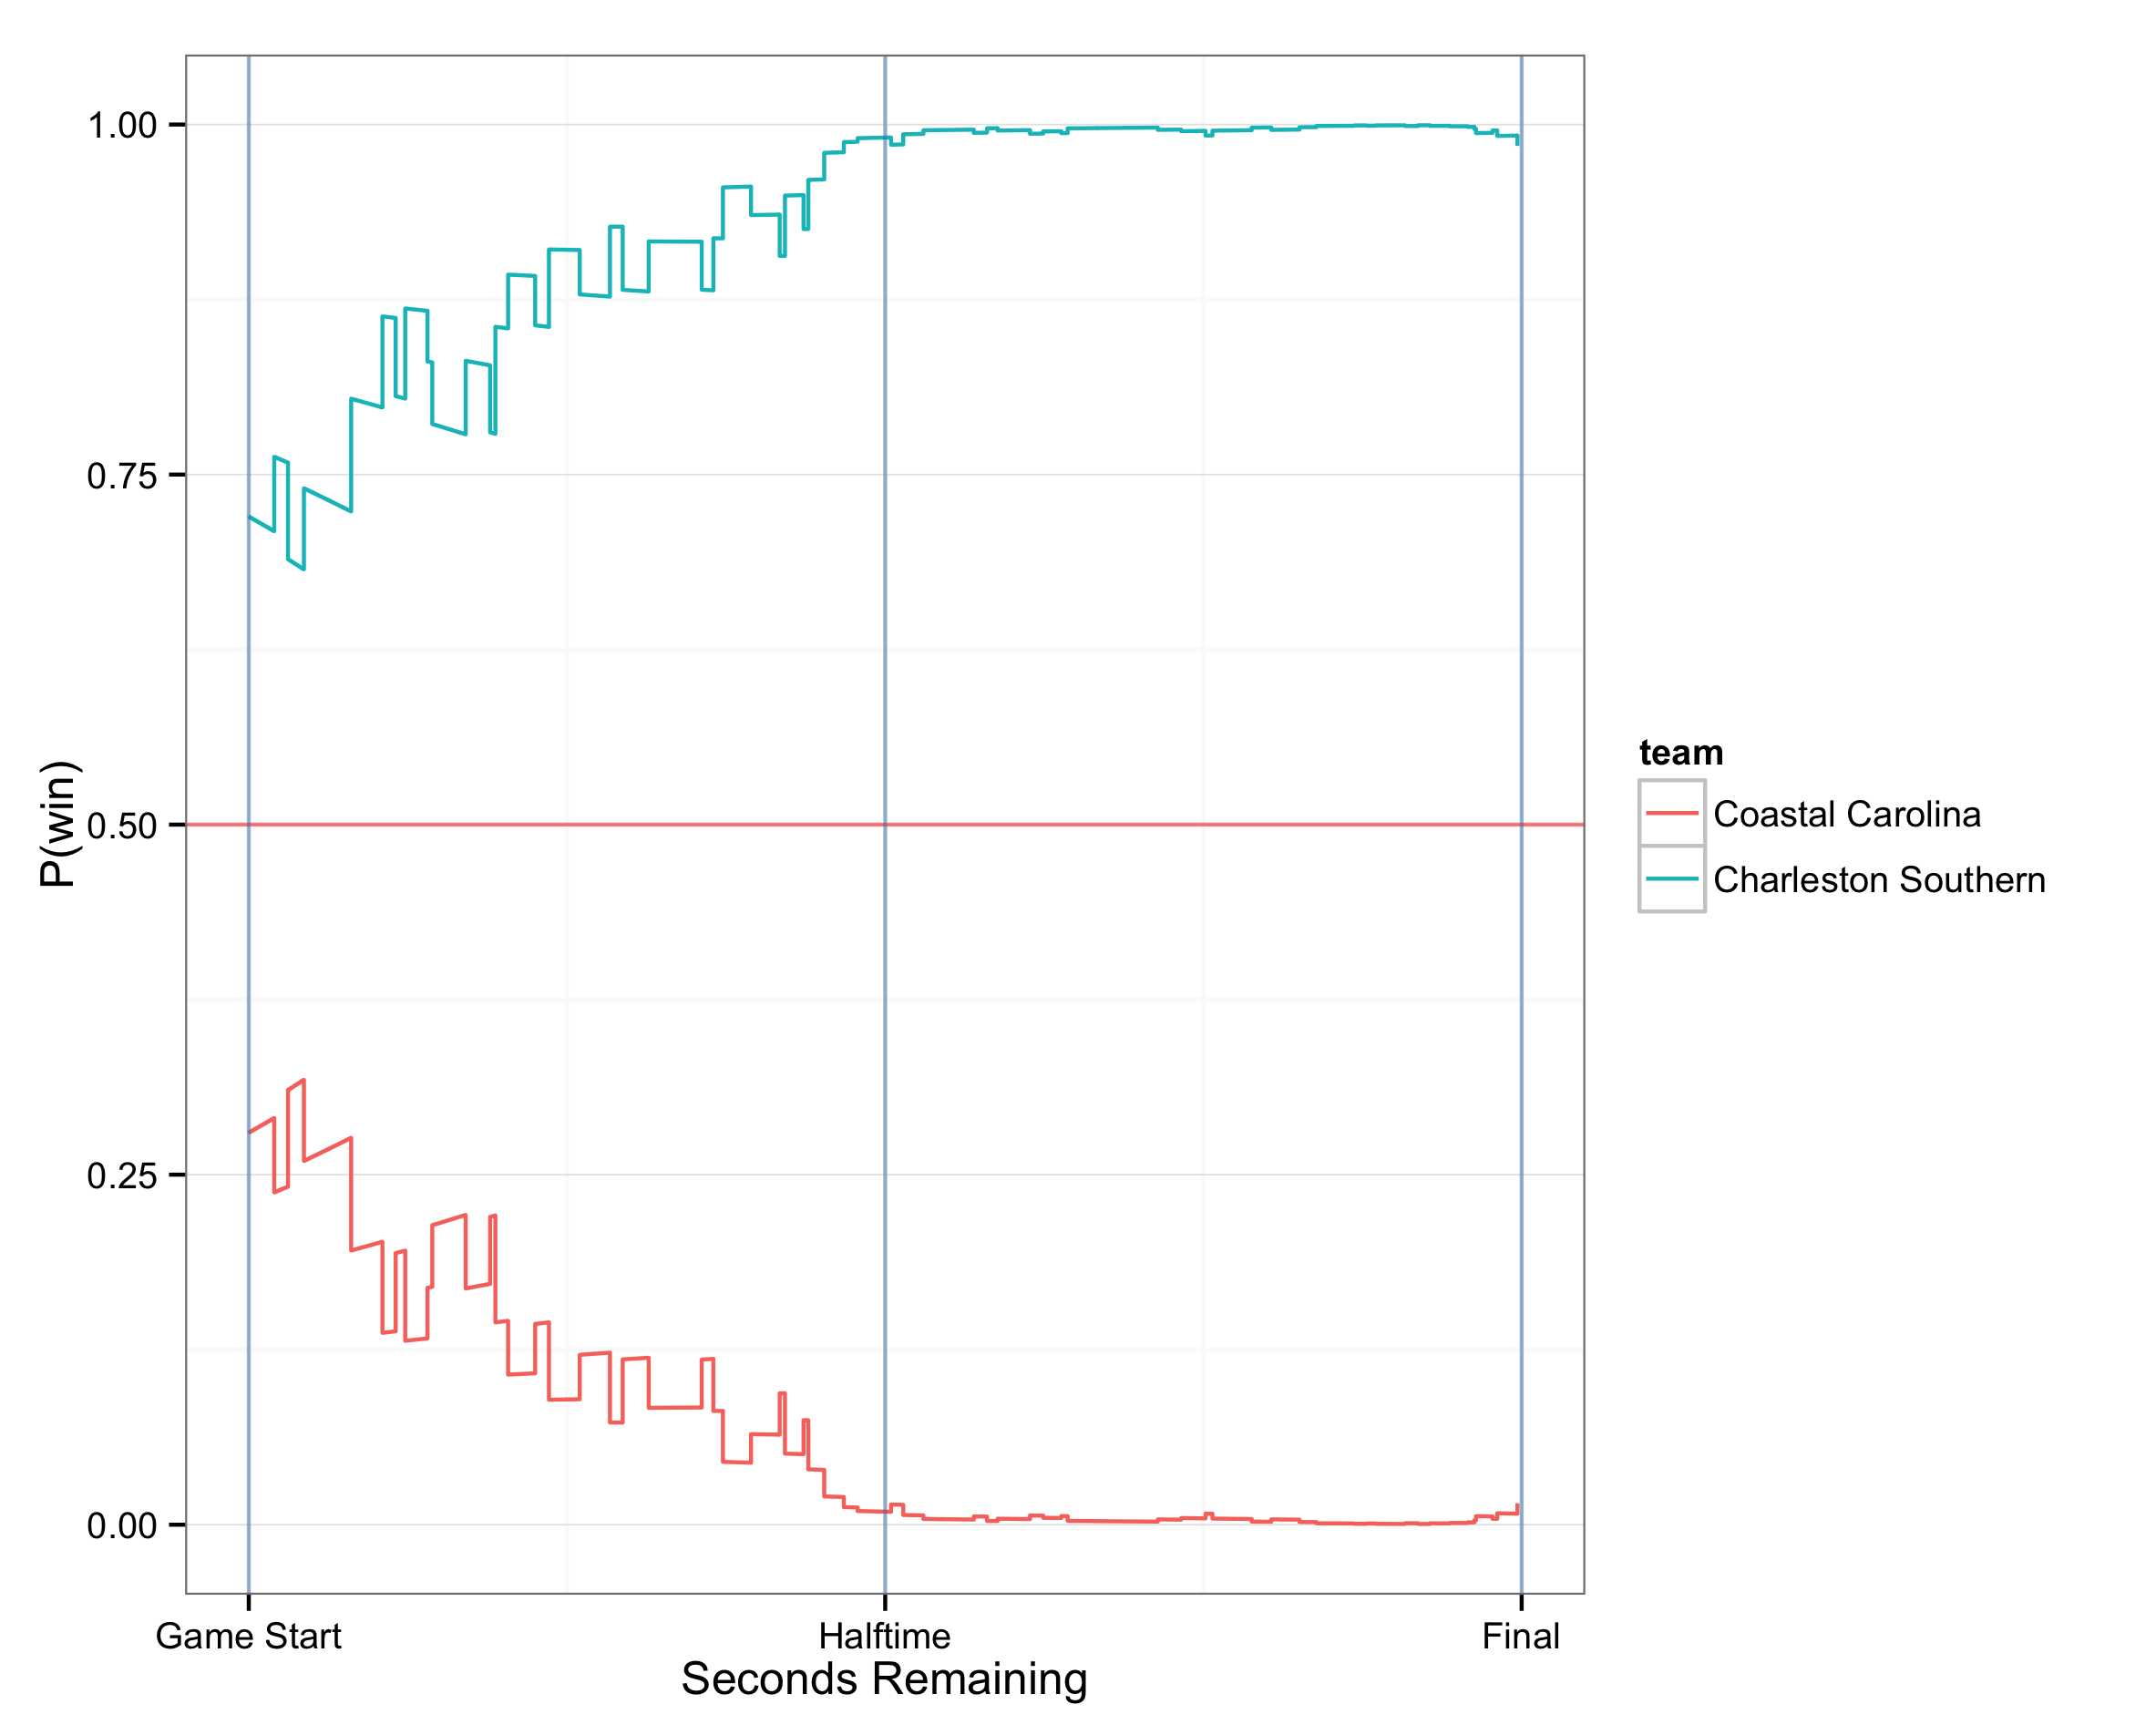 1.00
0.75
0.50
0.25
0.00
P(win)
Game Start
Halftime
Final
Seconds Remaining
team
Coastal Carolina
Charleston Southern